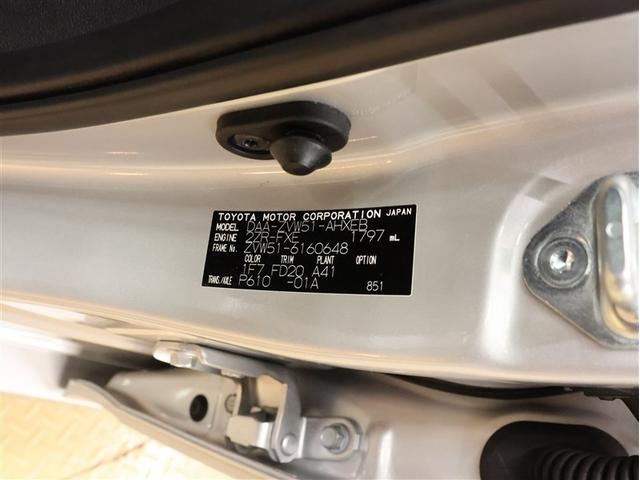 TOYOTA MOTOR CORPORATION JAPAN
MODEL DAA-ZVW51-AHXEB
ENGINE 2ZR-FXE 1797 mL
FRAME No. ZVW51-6160648
COLOR TRIM PLANT OPTION
1F7 FD20 A41
TRANS./AXLE P610 -01A 851